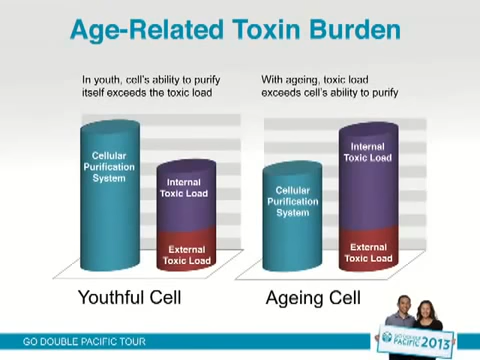 Age-Related Toxin Burden
In youth, cell's ability to purify
itself exceeds the toxic load
With ageing, toxic load
exceeds cell's ability to purify
Cellular
Purification
System
Internal
Toxic Load
External
Toxic Load
Youthful Cell
Cellular
Purification
System
Internal
Toxic Load
External
Toxic Load
Ageing Cell
GO DOUBLE PACIFIC TOUR
PACIFIC 2013